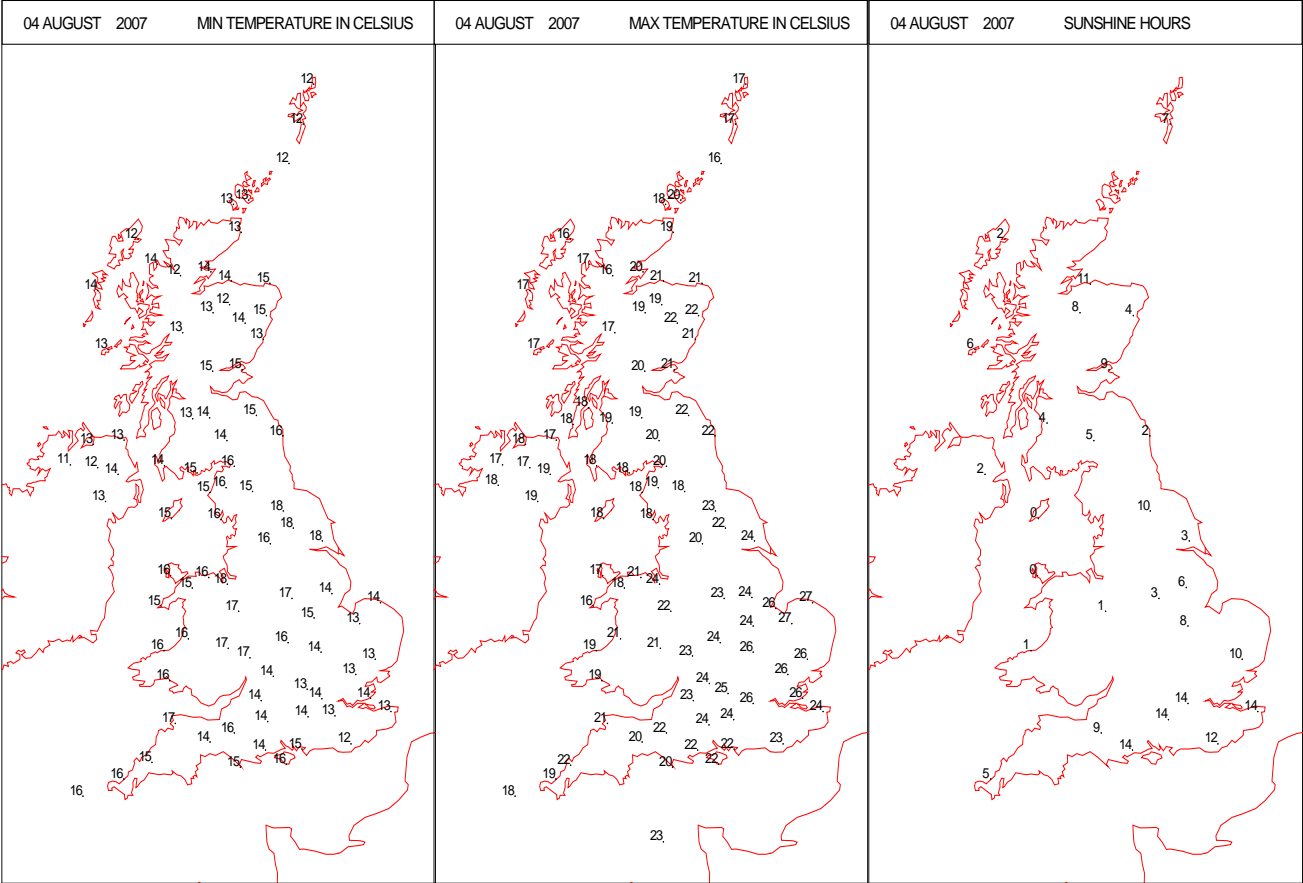 04 AUGUST 2007 MIN TEMPERATURE IN CELSIUS
12
12
12
13 13
13
12
14
12 14
14 15
14
12
13 15
14
13 13
13
15 15
13 14 15
14 16
13 13
11 12 14 14 15 16
13 15 16 15
15 16 18
18
16 18
16 16 18
15
17 14
15 17 14
15 13
16 16
16 17 14
17 13
16 14 13
13
14 14 14 13
17 14 14 13
14 16
14 15 12
15 15 16
16
16
04 AUGUST 2007 MAX TEMPERATURE IN CELSIUS
17
17
16
18 20
19
16
17
16 20
21 21
17
19 19
22
22
17 21
17
20 21
18
18 19 19 22
18 17 20 22
17 17 19 18 18 20
18 19 18 19 18
18 18 23
22
20 24
17 21 24
18
16 22 23 24 26 27
24 27
21 24
19 21 26
23 26
19 24 26
23 25 26 26
24
21 24 24
20 22
22 22 23
22 20 22
19
18
23
04 AUGUST 2007 SUNSHINE HOURS
7
2
11
8 4
6
9
4
5 2
2
0 10
3
0
6
1 3
8
1
10
14
14
14
9
14 12
5